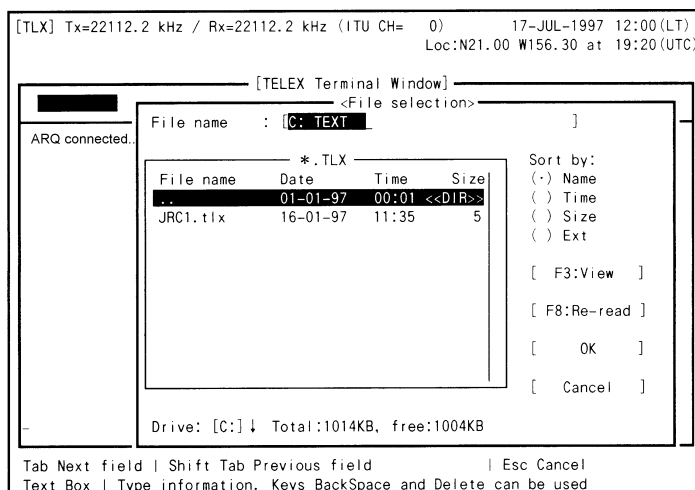 [TLX] Tx=22112.2 kHz / Rx=22112.2 kHz (ITU CH= 0) 17-JUL-1997 12:00(LT)
Loc:N21.00 W156.30 at 19:20(UTC)
[TELEX Terminal Window]
<File selection>
File name : [C: TEXT _ ]
ARQ connected..
*.TLX
File name Date Time Size
.. 01-01-97 00:01 <<DIR>>
JRC1.tlx 16-01-97 11:35 5
Sort by:
(·) Name
( ) Time
( ) Size
( ) Ext
[ F3:View ]
[ F8:Re-read ]
[ OK ]
[ Cancel ]
Drive: [C:]↓ Total:1014KB, free:1004KB
_
Tab Next field | Shift Tab Previous field | Esc Cancel
Text Box | Type information. Keys BackSpace and Delete can be used